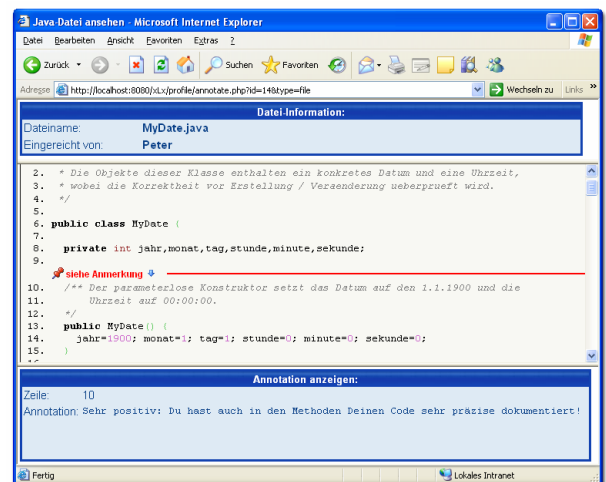 Java-Datei ansehen - Microsoft Internet Explorer
Datei Bearbeiten Ansicht Favoriten Extras ?
Zurück Suchen Favoriten
Adresse http://localhost:8080/xLx/profile/annotate.php?id=14&type=file Wechseln zu Links »
Datei-Information:
Dateiname: MyDate.java
Eingereicht von: Peter
2. * Die Objekte dieser Klasse enthalten ein konkretes Datum und eine Uhrzeit,
3. * wobei die Korrektheit vor Erstellung / Veraenderung ueberprueft wird.
4. */
5.
6. public class MyDate {
7.
8. private int jahr,monat,tag,stunde,minute,sekunde;
9.
siehe Anmerkung
10. /** Der parameterlose Konstruktor setzt das Datum auf den 1.1.1900 und die
11. Uhrzeit auf 00:00:00.
12. */
13. public MyDate() {
14. jahr=1900; monat=1; tag=1; stunde=0; minute=0; sekunde=0;
15. }
Annotation anzeigen:
Zeile: 10
Annotation: Sehr positiv: Du hast auch in den Methoden Deinen Code sehr präzise dokumentiert!
Fertig Lokales Intranet